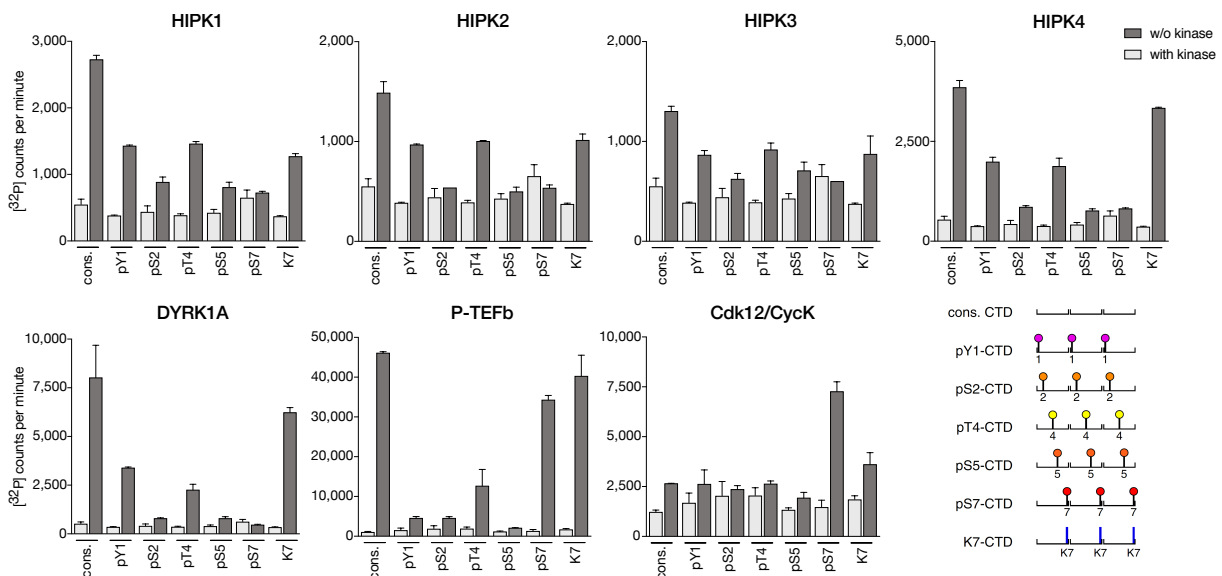 HIPK1
HIPK2
HIPK3
HIPK4
w/o kinase
with kinase
[32P] counts per minute
3,000
2,000
1,000
0
cons.
pY1
pS2
pT4
pS5
pS7
K7
2,000
1,000
0
cons.
pY1
pS2
pT4
pS5
pS7
K7
2,000
1,000
0
cons.
pY1
pS2
pT4
pS5
pS7
K7
5,000
2,500
0
cons.
pY1
pS2
pT4
pS5
pS7
K7
DYRK1A
P-TEFb
Cdk12/CycK
[32P] counts per minute
10,000
7,500
5,000
2,500
0
cons.
pY1
pS2
pT4
pS5
pS7
K7
50,000
40,000
30,000
20,000
10,000
0
cons.
pY1
pS2
pT4
pS5
pS7
K7
10,000
7,500
5,000
2,500
0
cons.
pY1
pS2
pT4
pS5
pS7
K7
cons. CTD
pY1-CTD
1 1 1
pS2-CTD
2 2 2
pT4-CTD
4 4 4
pS5-CTD
5 5 5
pS7-CTD
7 7 7
K7-CTD
K7 K7 K7